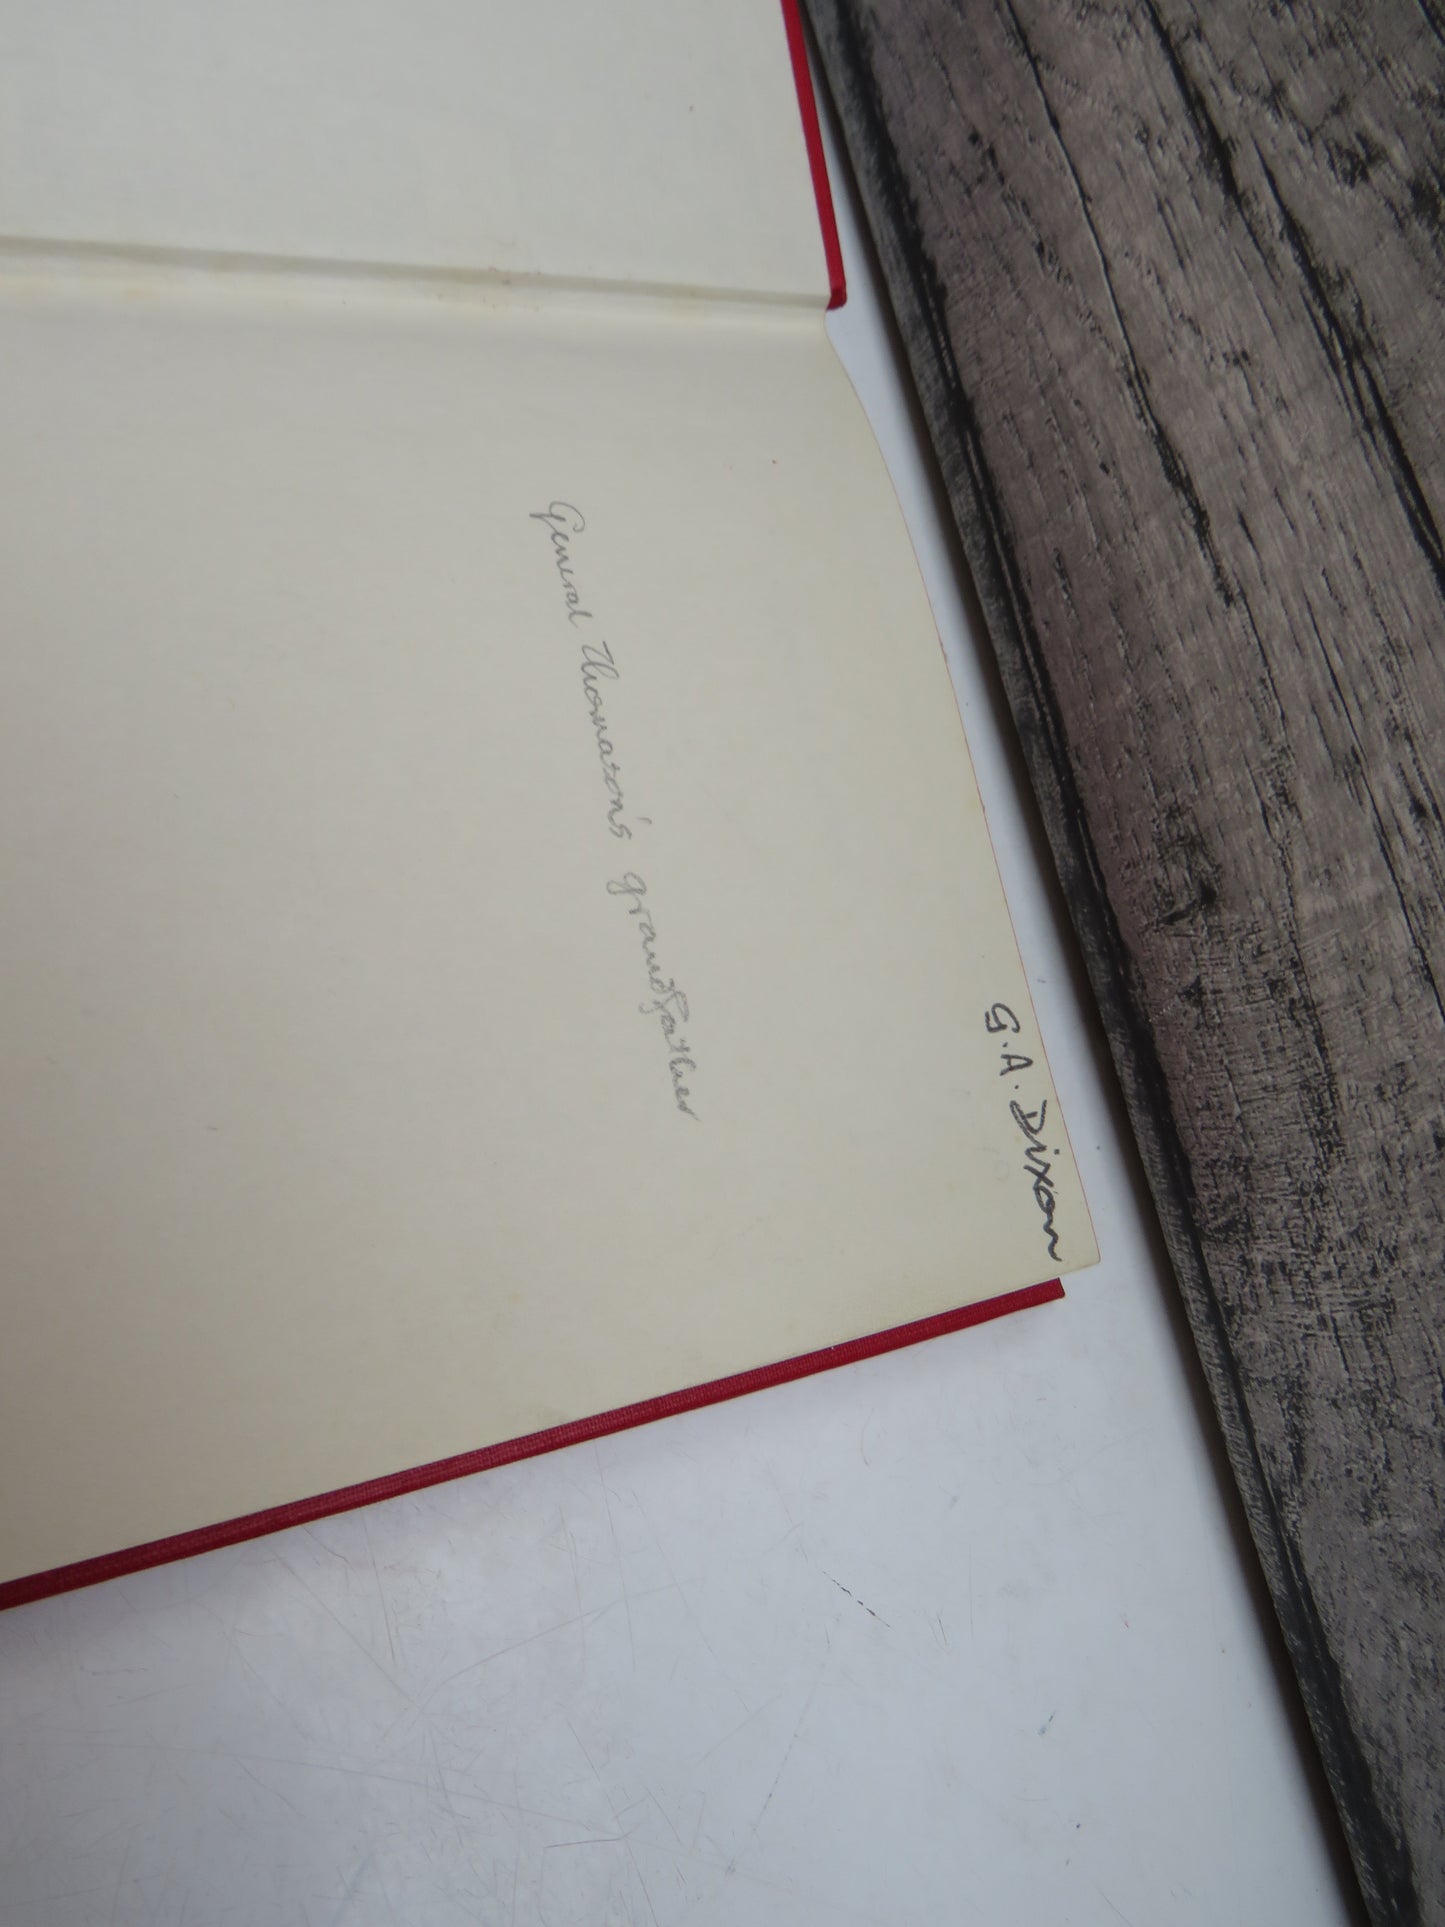 G. A. Dixon
General Thomason's grandfather